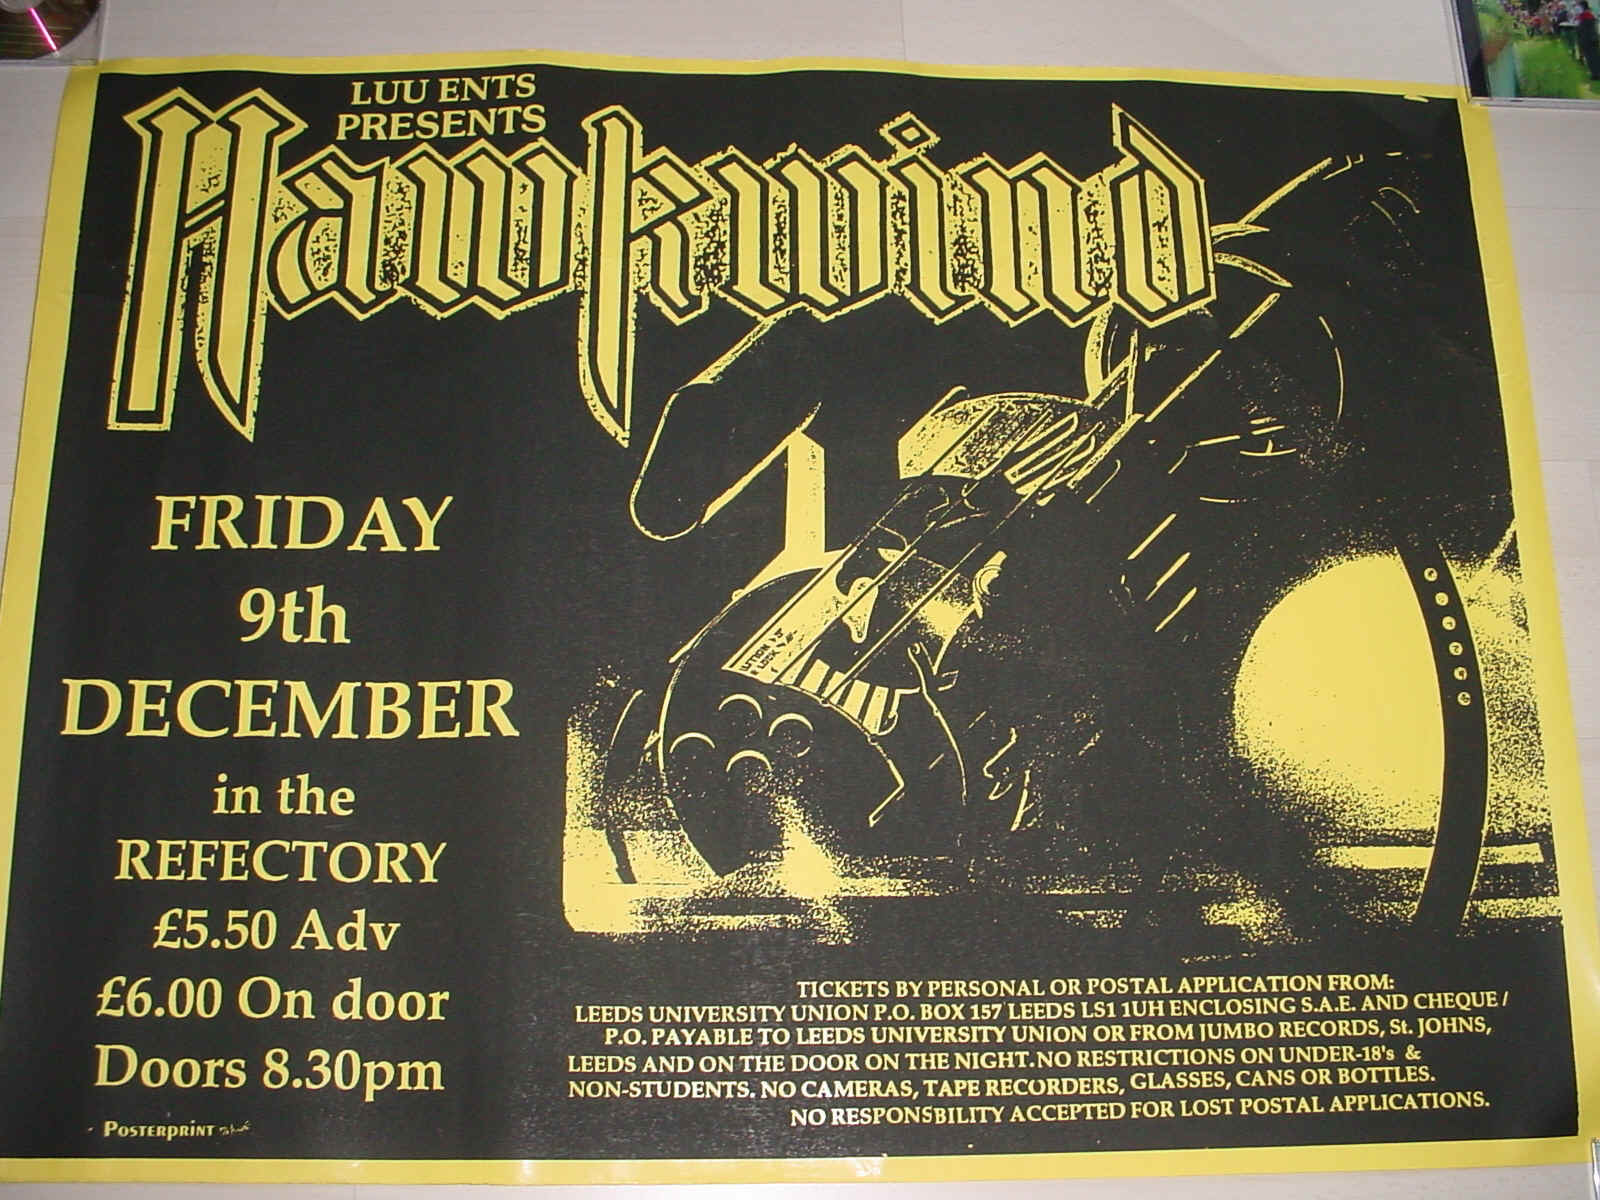 LUU ENTS
PRESENTS
Hawkwind
FRIDAY
9th
DECEMBER
in the
REFECTORY
£5.50 Adv
£6.00 On door
Doors 8.30pm
POSTERPRINT
TICKETS BY PERSONAL OR POSTAL APPLICATION FROM:
LEEDS UNIVERSITY UNION P.O. BOX 157 LEEDS LS1 1UH ENCLOSING S.A.E. AND CHEQUE /
P.O. PAYABLE TO LEEDS UNIVERSITY UNION OR FROM JUMBO RECORDS, St. JOHNS,
LEEDS AND ON THE DOOR ON THE NIGHT. NO RESTRICTIONS ON UNDER-18's &
NON-STUDENTS. NO CAMERAS, TAPE RECORDERS, GLASSES, CANS OR BOTTLES.
NO RESPONSBILITY ACCEPTED FOR LOST POSTAL APPLICATIONS.